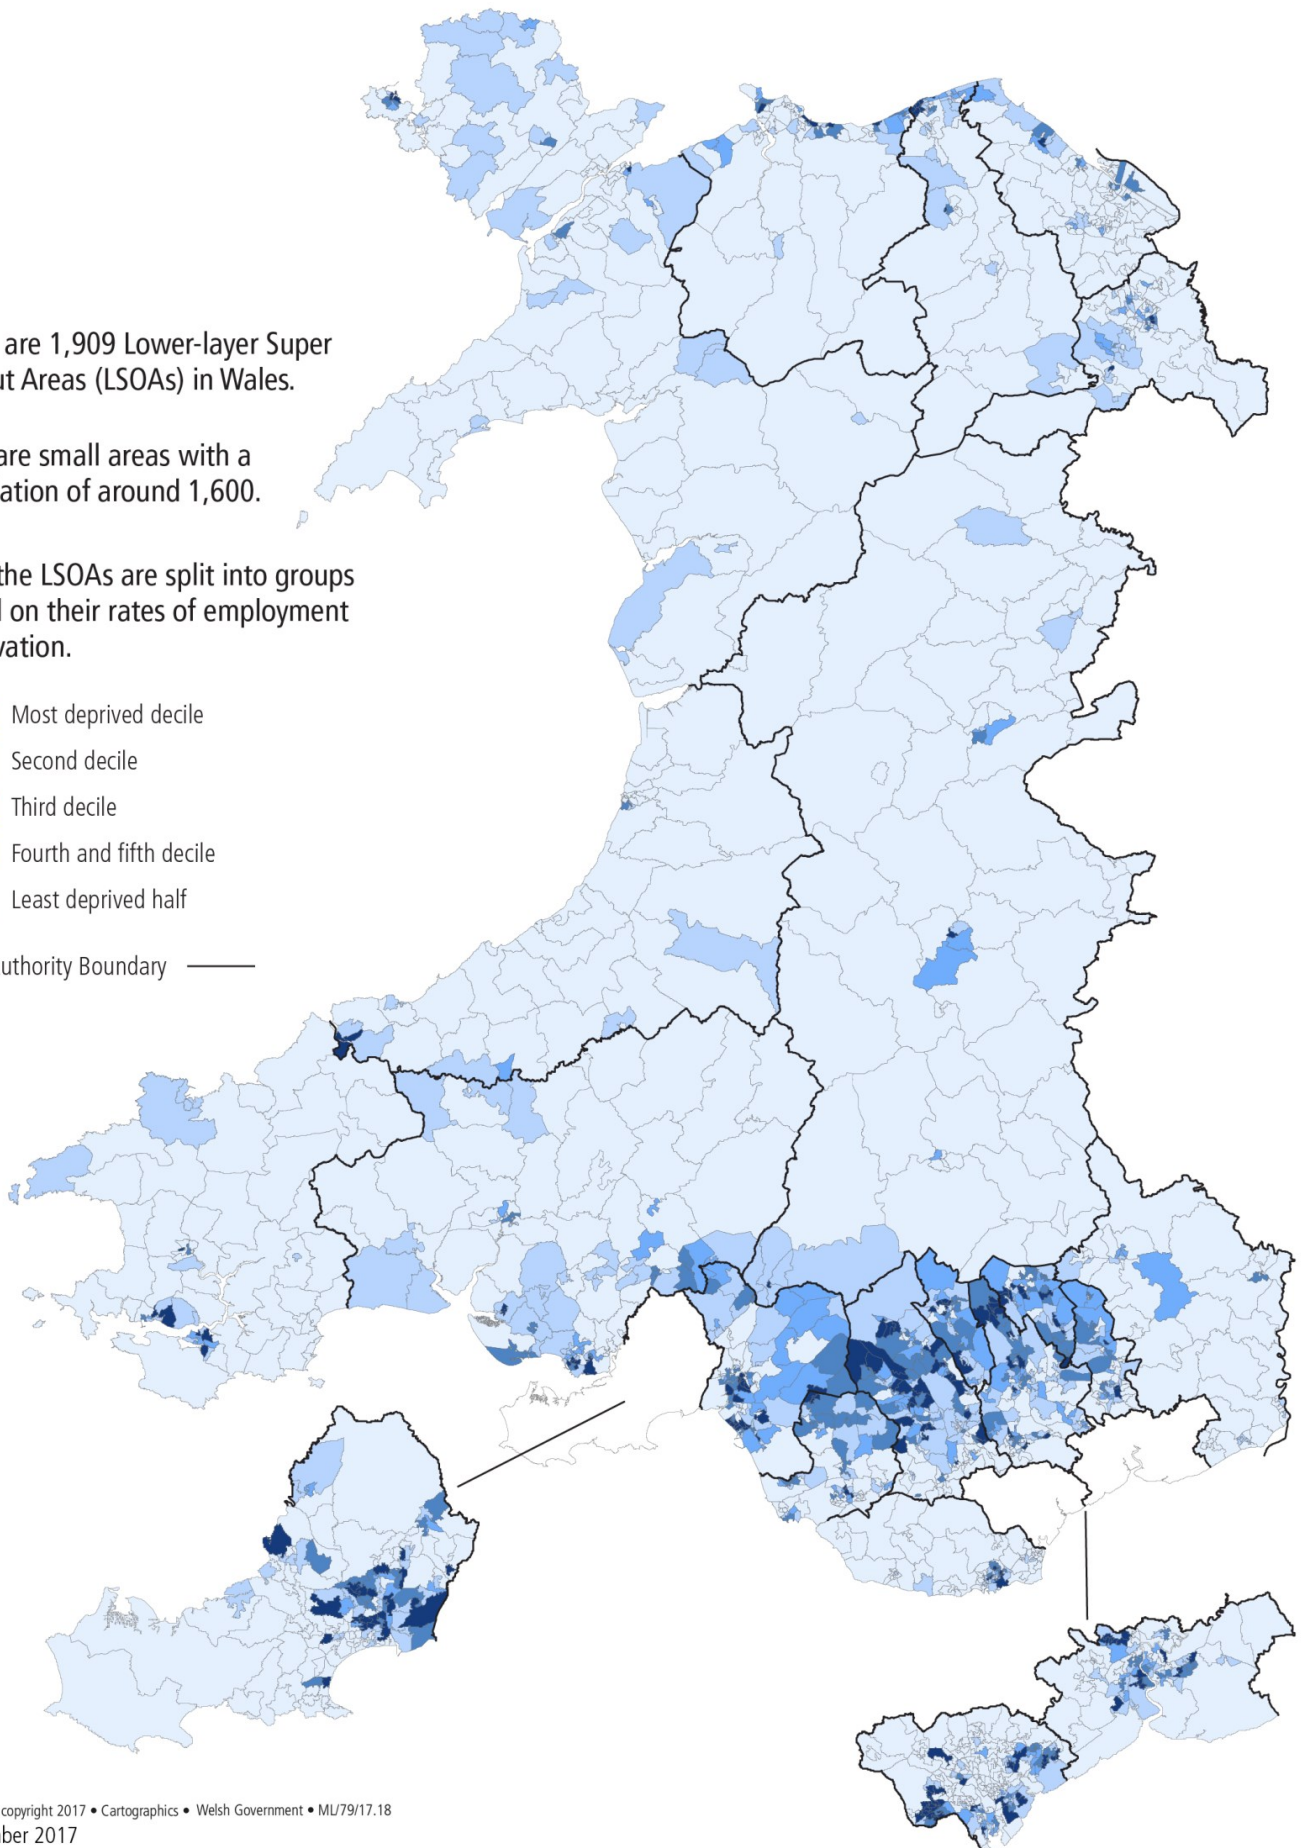 are 1,909 Lower-layer Super
ut Areas (LSOAs) in Wales.
are small areas with a
ation of around 1,600.
the LSOAs are split into groups
on their rates of employment
vation.
Most deprived decile
Second decile
Third decile
Fourth and fifth decile
Least deprived half
uthority Boundary
copyright 2017 • Cartographics • Welsh Government • ML/79/17.18
ber 2017